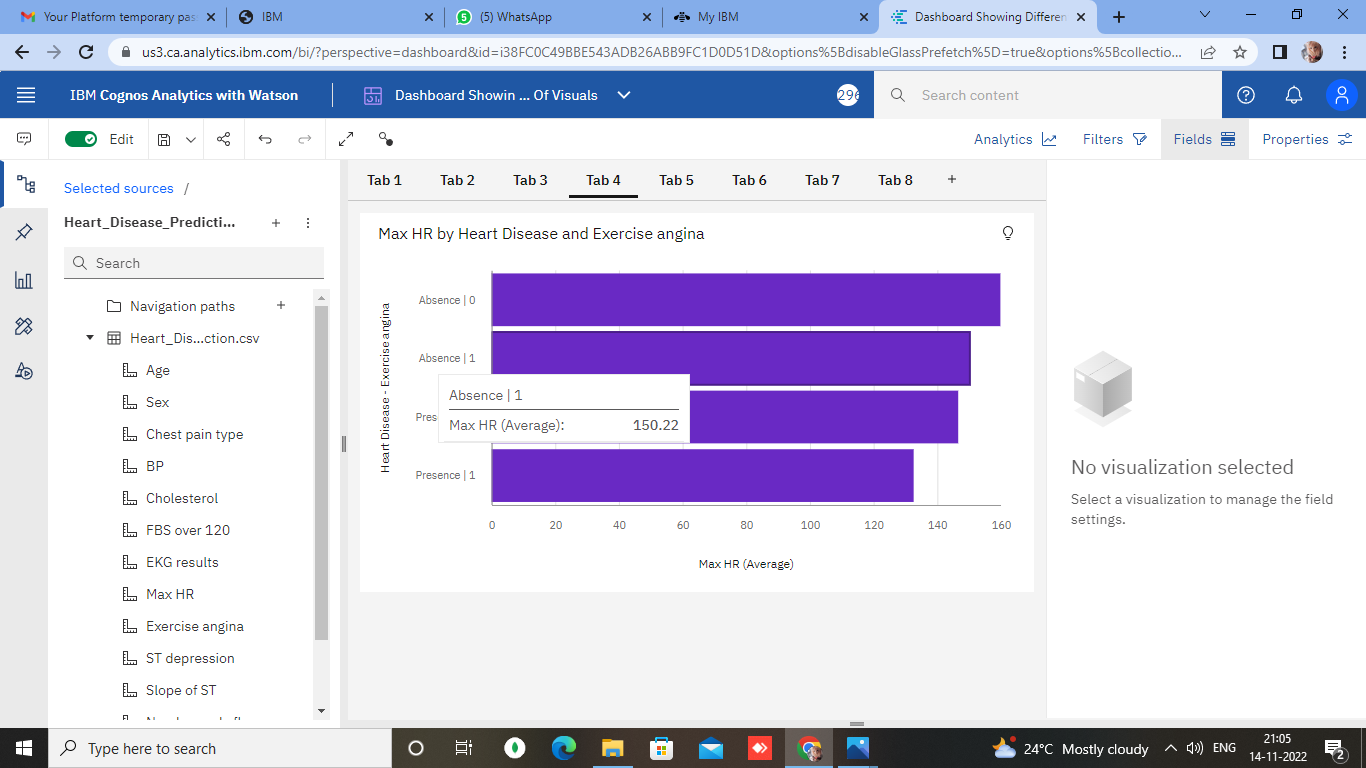 Your Platform temporary pas
IBM
(5) WhatsApp
My IBM
Dashboard Showing Differen
us3.ca.analytics.ibm.com/bi/?perspective=dashboard&id=i38FC0C49BBE543ADB26ABB9FC1D0D51D&options%5BdisableGlassPrefetch%5D=true&options%5Bcollectio...
IBM Cognos Analytics with Watson
Dashboard Showin ... Of Visuals
296
Search content
Edit
Analytics
Filters
Fields
Properties
Selected sources /
Heart_Disease_Predicti...
Search
Navigation paths
Heart_Dis...ction.csv
Age
Sex
Chest pain type
BP
Cholesterol
FBS over 120
EKG results
Max HR
Exercise angina
ST depression
Slope of ST
Tab 1
Tab 2
Tab 3
Tab 4
Tab 5
Tab 6
Tab 7
Tab 8
Max HR by Heart Disease and Exercise angina
Heart Disease - Exercise angina
Absence | 0
Absence | 1
Absence | 1
Max HR (Average): 150.22
Pres
Presence | 1
0 20 40 60 80 100 120 140 160
Max HR (Average)
No visualization selected
Select a visualization to manage the field
settings.
Type here to search
24°C Mostly cloudy
ENG
21:05
14-11-2022
2